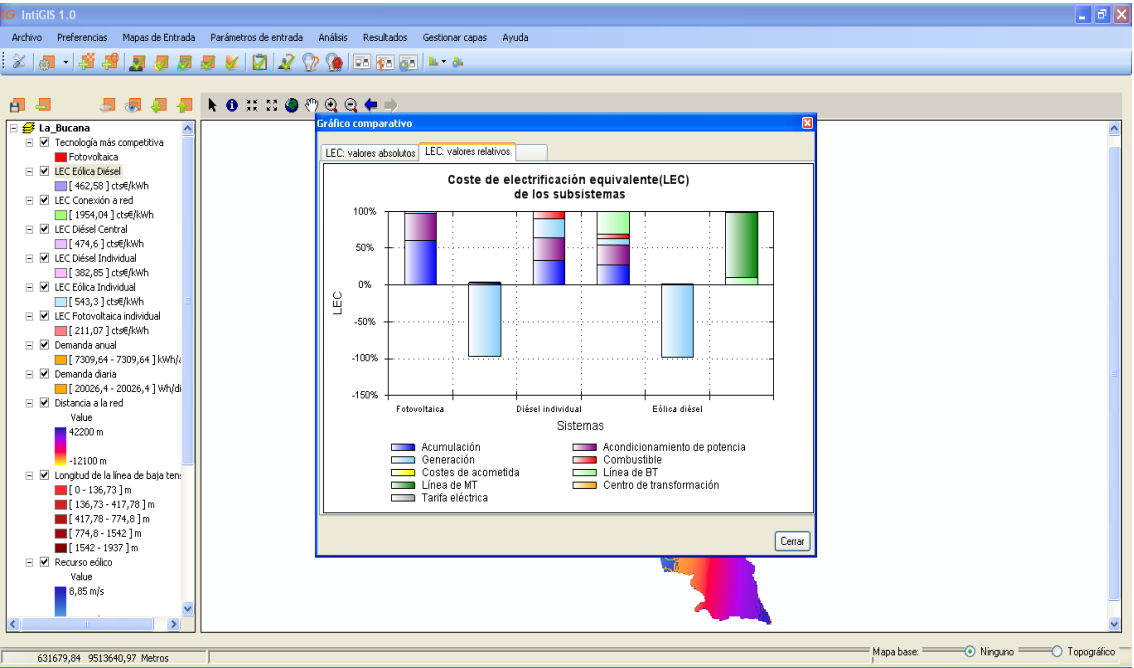 IG IntiGIS 1.0
Archivo Preferencias Mapas de Entrada Parámetros de entrada Análisis Resultados Gestionar capas Ayuda
La_Bucana
Tecnología más competitiva
Fotovoltaica
LEC Eólica Diésel
[ 462,58 ] cts€/kWh
LEC Conexión a red
[ 1954,04 ] cts€/kWh
LEC Diésel Central
[ 474,6 ] cts€/kWh
LEC Diésel Individual
[ 382,85 ] cts€/kWh
LEC Eólica Individual
[ 543,3 ] cts€/kWh
LEC Fotovoltaica individual
[ 211,07 ] cts€/kWh
Demanda anual
[ 7309,64 - 7309,64 ] kWh/a
Demanda diaria
[ 20026,4 - 20026,4 ] Wh/di
Distancia a la red
Value
42200 m
-12100 m
Longitud de la línea de baja ten
[ 0 - 136,73 ] m
[ 136,73 - 417,78 ] m
[ 417,78 - 774,8 ] m
[ 774,8 - 1542 ] m
[ 1542 - 1937 ] m
Recurso eólico
Value
8,85 m/s
Gráfico comparativo
LEC: valores absolutos LEC: valores relativos
Coste de electrificación equivalente(LEC)
de los subsistemas
100%
50%
0%
-50%
-100%
-150%
LEC
Fotovoltaica Diésel individual Eólica diésel
Sistemas
Acumulación Acondicionamiento de potencia
Generación Combustible
Costes de acometida Línea de BT
Línea de MT Centro de transformación
Tarifa eléctrica
Cerrar
631679,84 9513640,97 Metros
Mapa base: Ninguno Topográfico